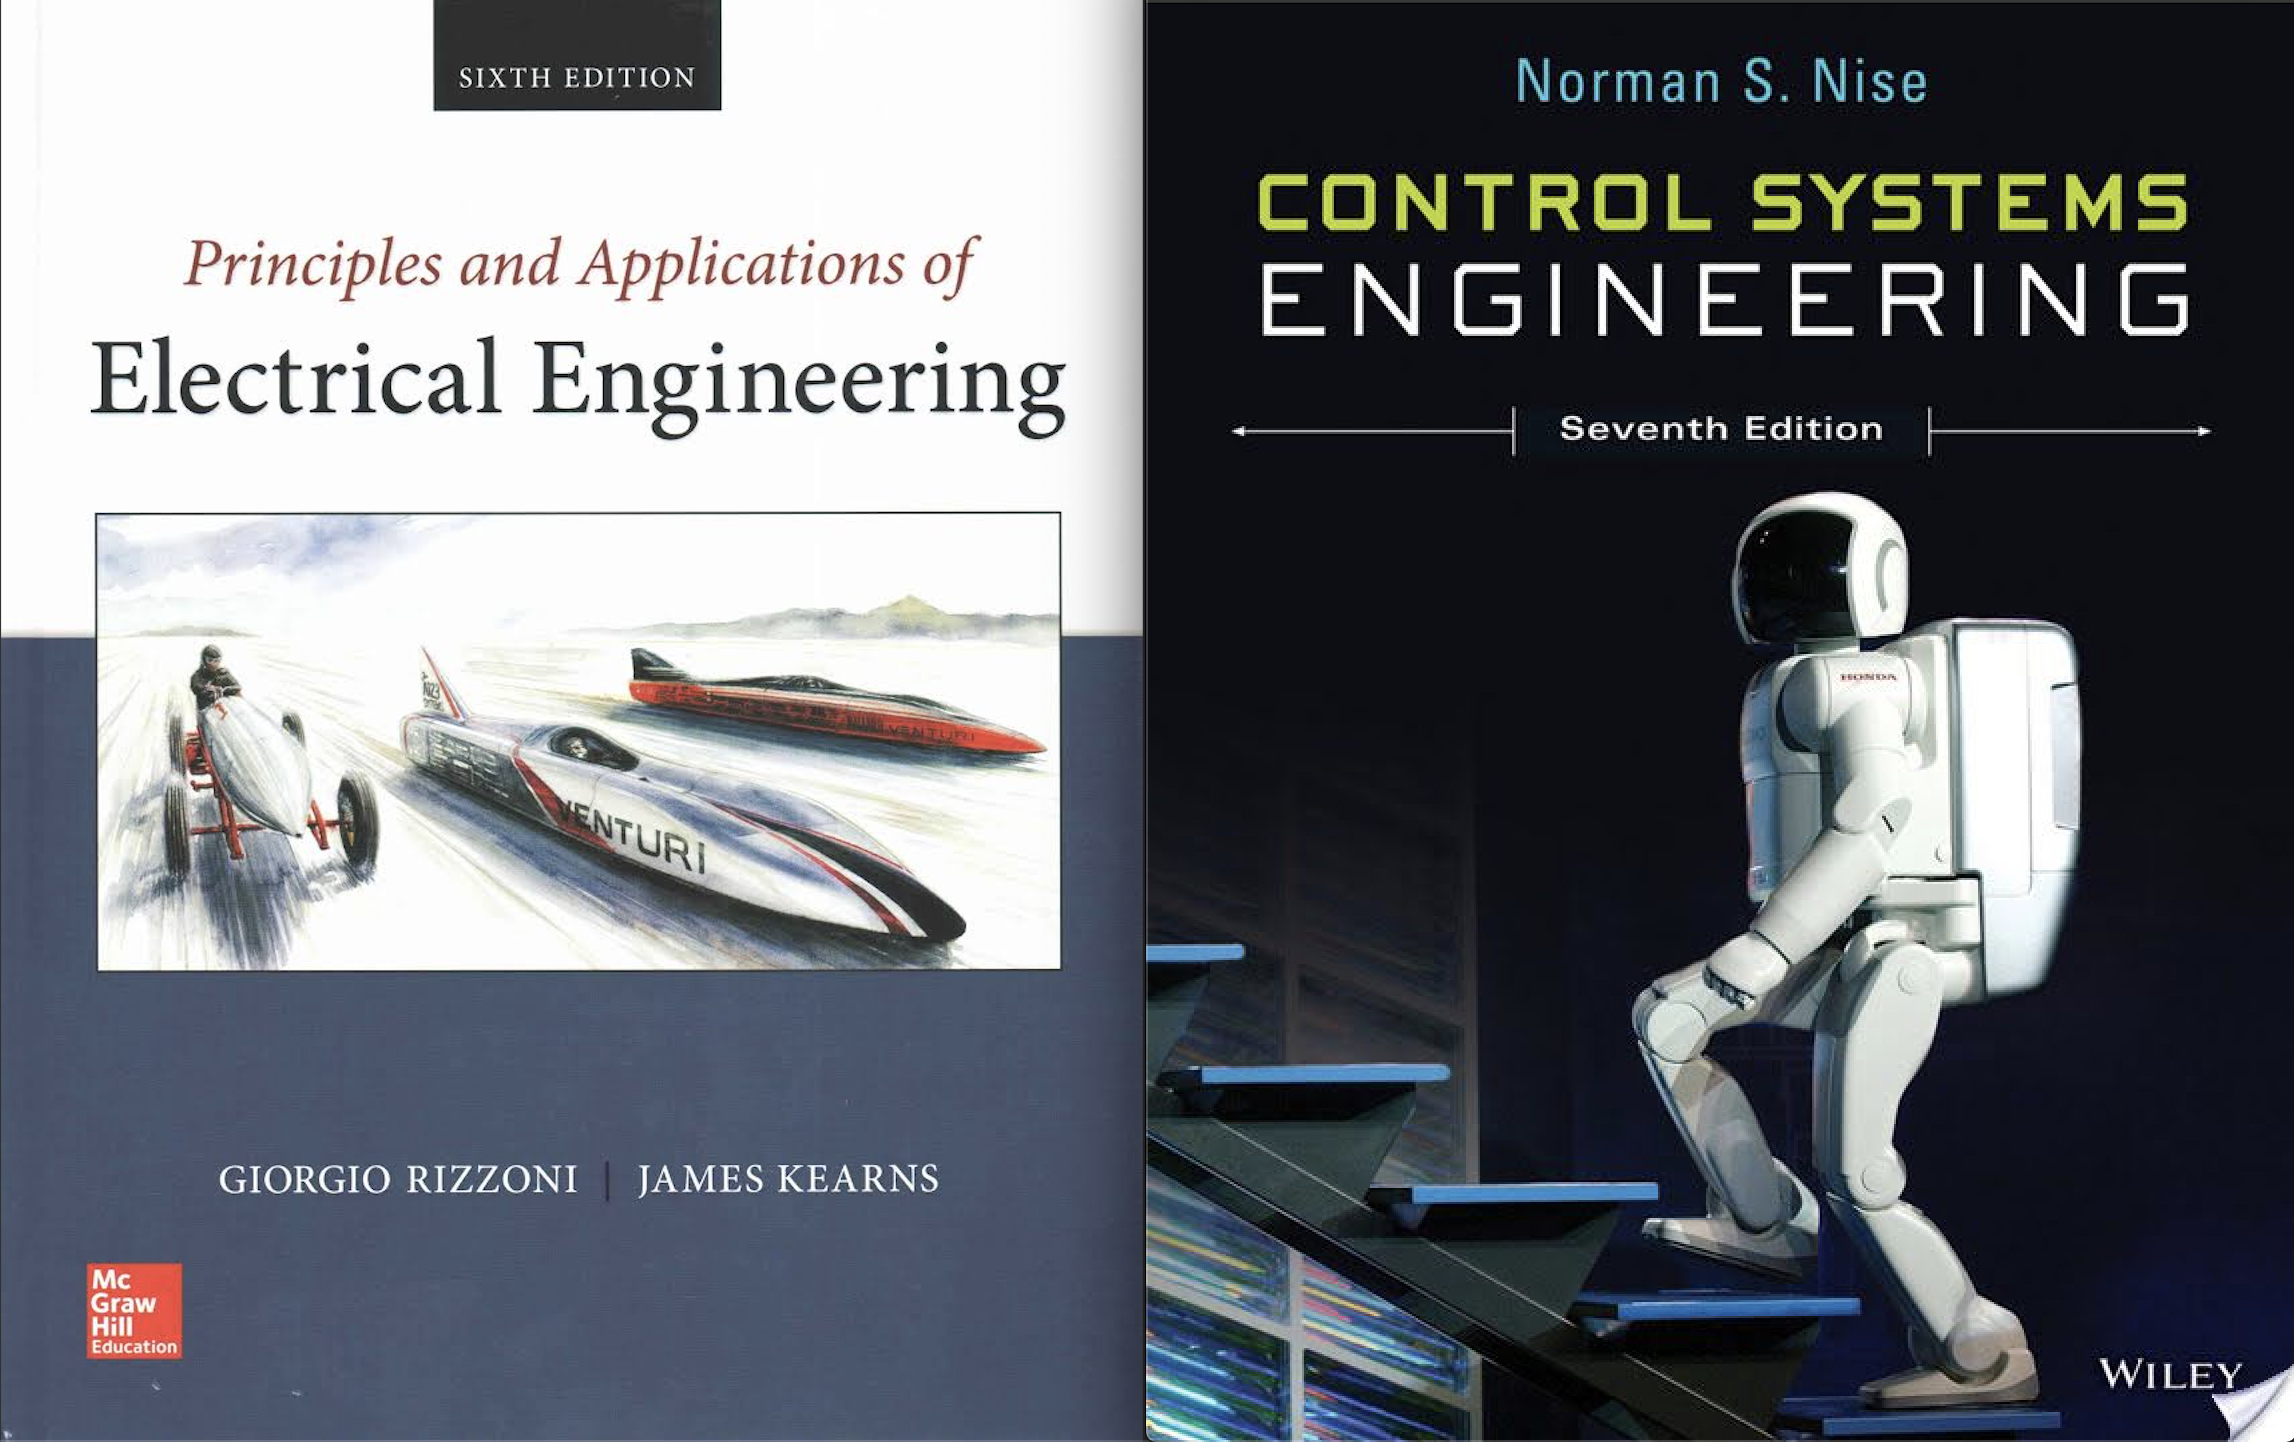 SIXTH EDITION
Principles and Applications of
Electrical Engineering
VENTURI
VENTURI
GIORGIO RIZZONI | JAMES KEARNS
Mc
Graw
Hill
Education
Norman S. Nise
CONTROL SYSTEMS
ENGINEERING
Seventh Edition
HONDA
WILEY